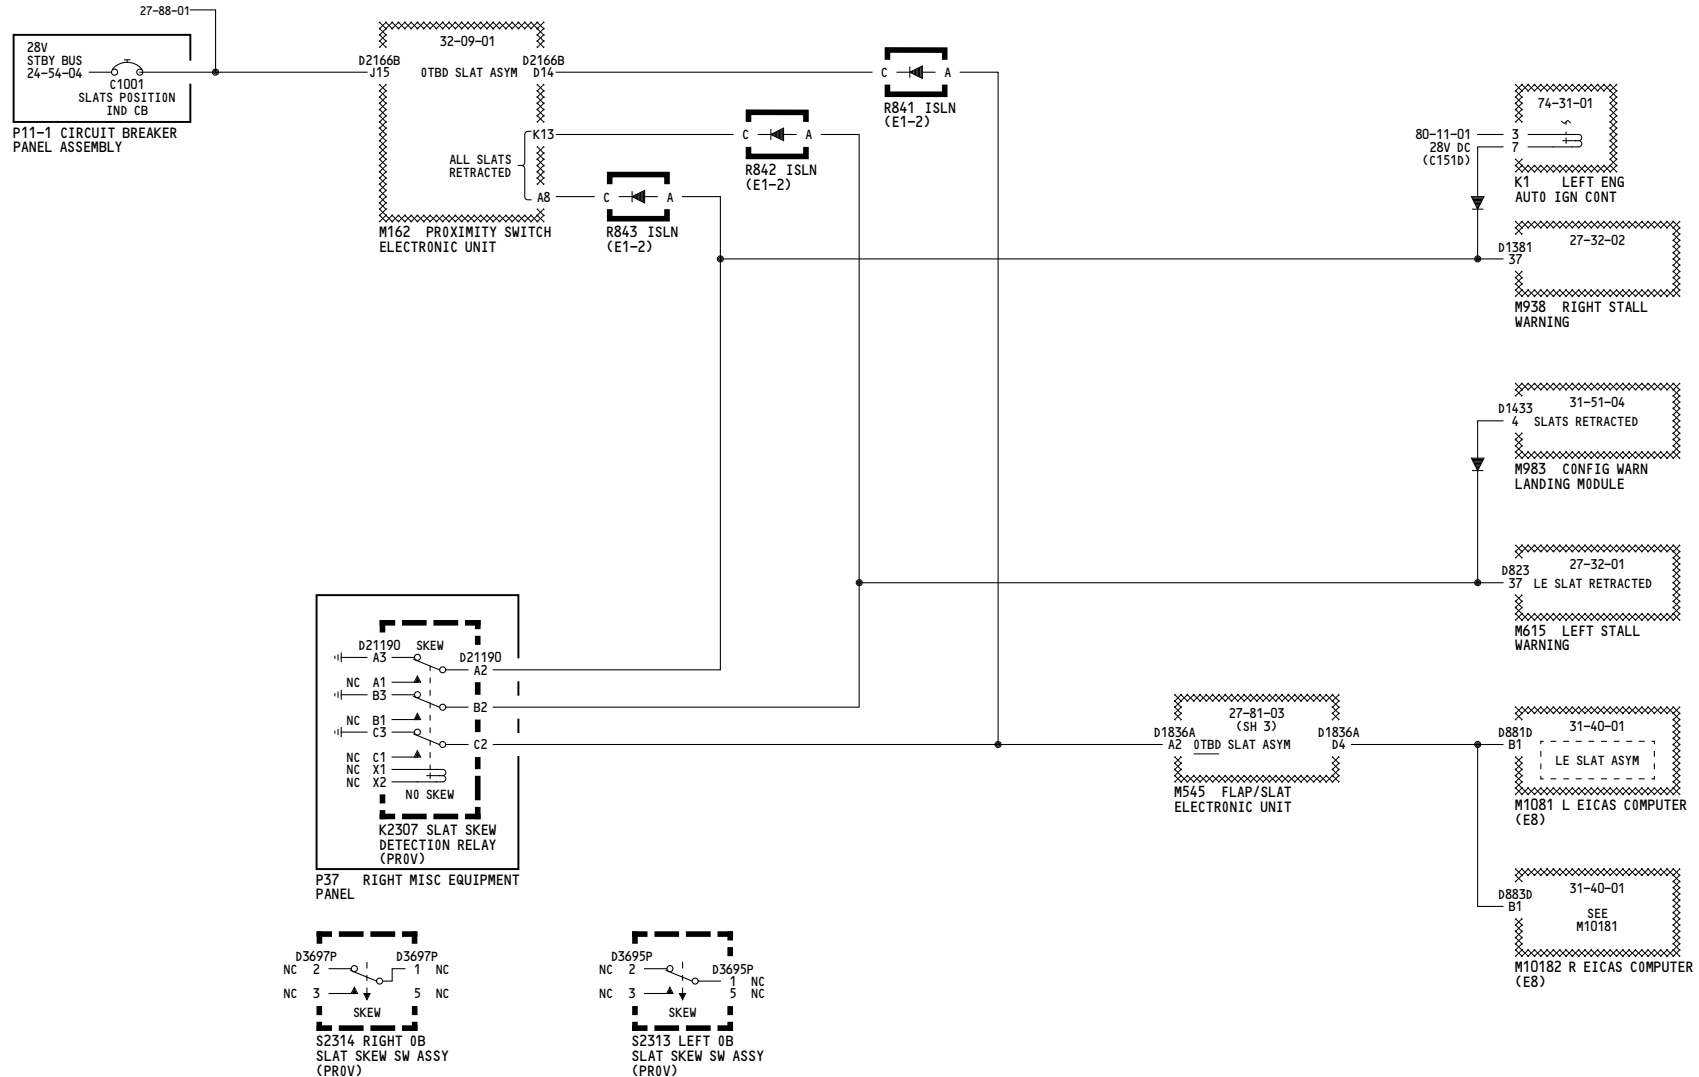 27-88-01
28V
STBY BUS
24-54-04
C1001
SLATS POSITION
IND CB
P11-1 CIRCUIT BREAKER
PANEL ASSEMBLY
32-09-01
D2166B
J15
OTBD SLAT ASYM
D2166B
D14
K13
ALL SLATS
RETRACTED
A8
M162 PROXIMITY SWITCH
ELECTRONIC UNIT
C A
R841 ISLN
(E1-2)
C A
R842 ISLN
(E1-2)
C A
R843 ISLN
(E1-2)
74-31-01
80-11-01
28V DC
(C151D)
3
7
K1 LEFT ENG
AUTO IGN CONT
27-32-02
D1381
37
M938 RIGHT STALL
WARNING
31-51-04
D1433
4 SLATS RETRACTED
M983 CONFIG WARN
LANDING MODULE
27-32-01
D823
37 LE SLAT RETRACTED
M615 LEFT STALL
WARNING
D21190 SKEW
A3
D21190
A2
NC A1
B3
B2
NC B1
C3
C2
NC C1
NC X1
NC X2
NO SKEW
K2307 SLAT SKEW
DETECTION RELAY
(PROV)
P37 RIGHT MISC EQUIPMENT
PANEL
27-81-03
(SH 3)
D1836A
A2 OTBD SLAT ASYM
D1836A
D4
M545 FLAP/SLAT
ELECTRONIC UNIT
31-40-01
D881D
B1
LE SLAT ASYM
M1081 L EICAS COMPUTER
(E8)
31-40-01
D883D
B1
SEE
M10181
M10182 R EICAS COMPUTER
(E8)
D3697P D3697P
NC 2 1 NC
NC 3 5 NC
SKEW
S2314 RIGHT OB
SLAT SKEW SW ASSY
(PROV)
D3695P
NC 2
D3695P
1 NC
NC 3 5 NC
SKEW
S2313 LEFT OB
SLAT SKEW SW ASSY
(PROV)